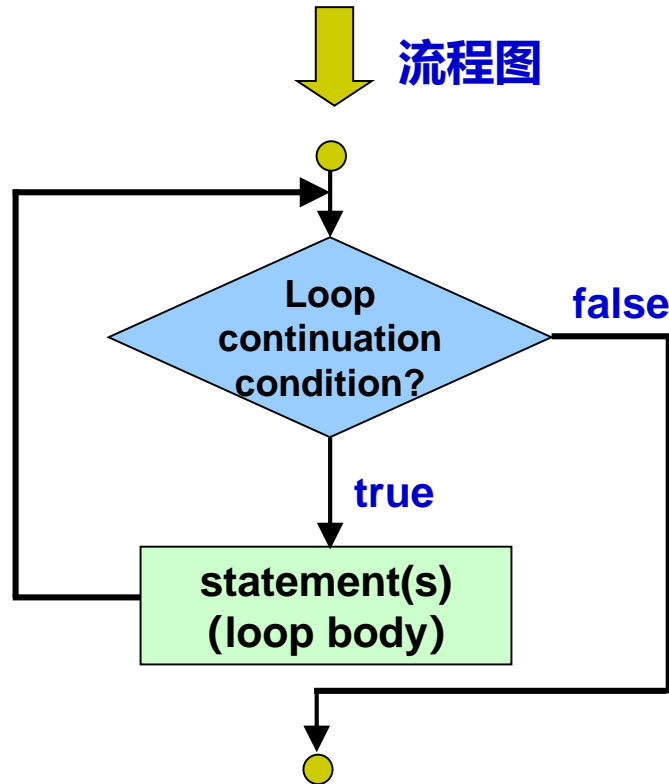 流程图
Loop
continuation
condition?
false
true
statement(s)
(loop body)